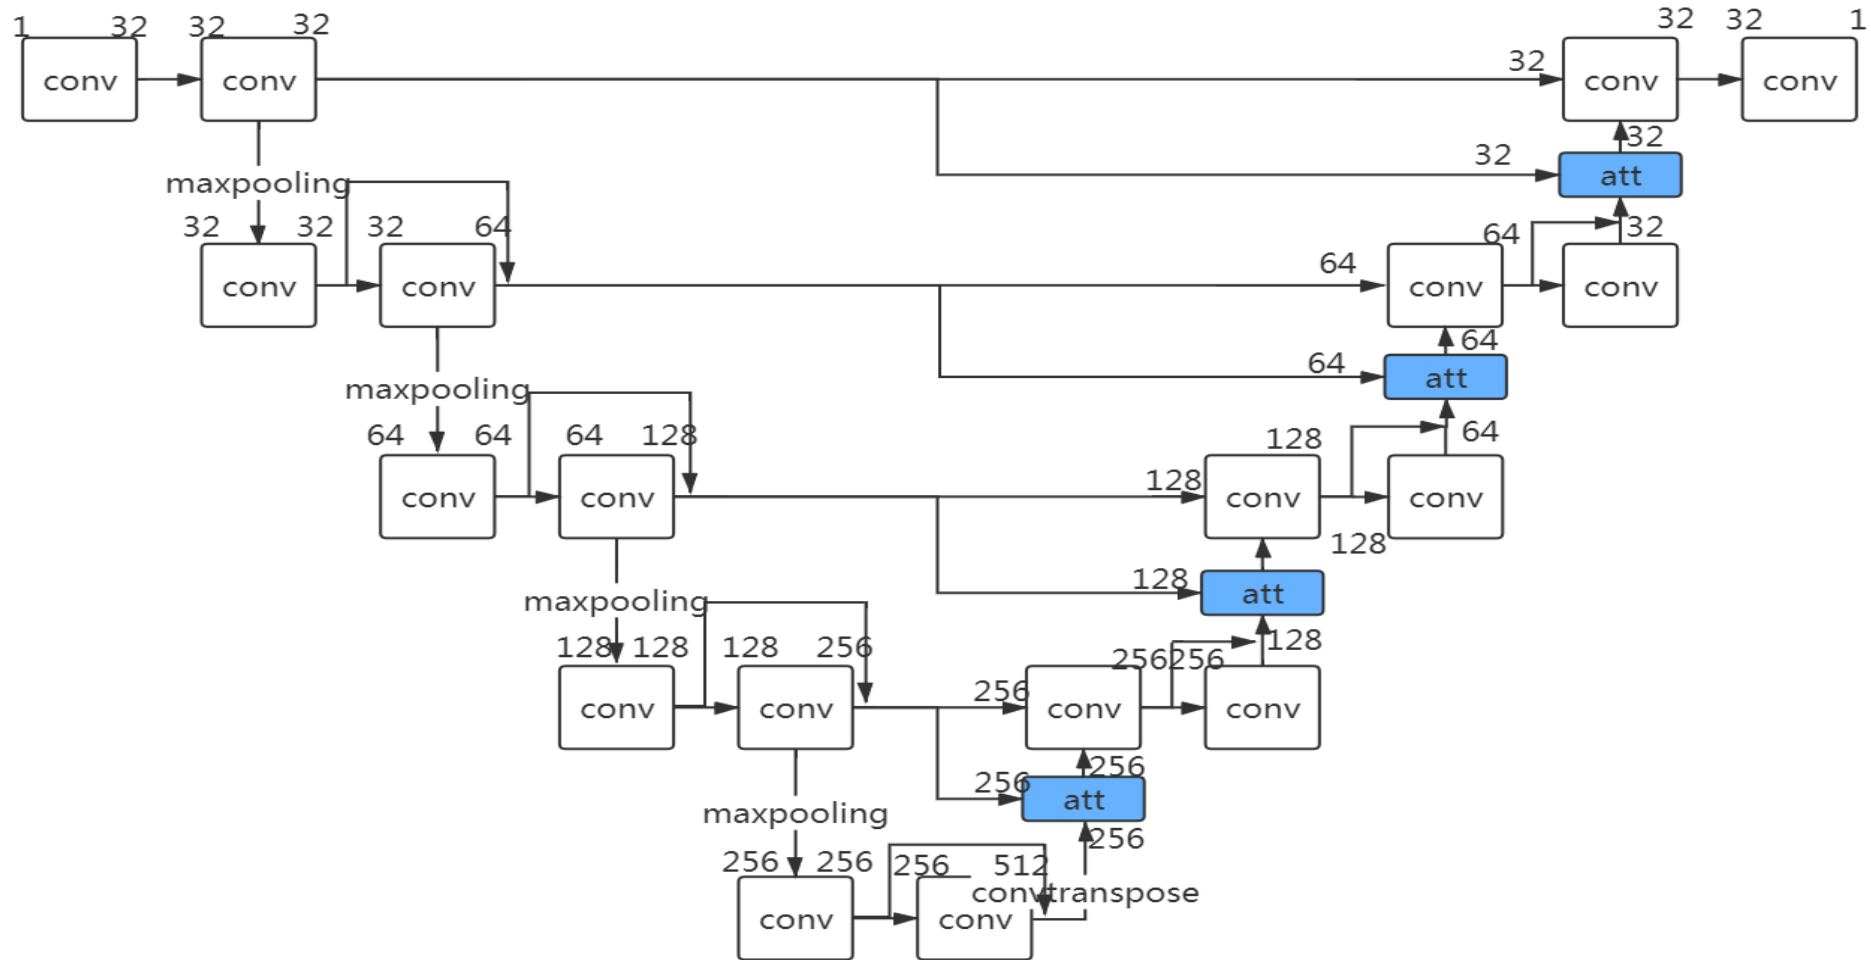 1 32 32 32 32 32 1
conv conv 32 conv conv
32
32 att
maxpooling
32 32 32 64 64 32
64
conv conv conv conv
64
64 att
maxpooling
64 64 64 128 128 64
128
conv conv conv conv
128
128 att
maxpooling
128 128 128 256 256 256 128
256
conv conv conv conv
256
256 att
maxpooling
256
256 256 256 512
convtranspose
conv conv